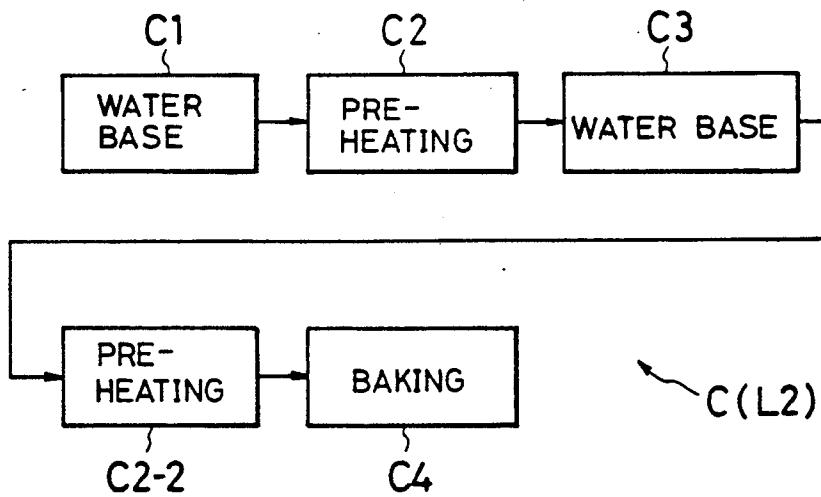 C1
C2
C3
WATER
BASE
PRE-
HEATING
WATER BASE
PRE-
HEATING
BAKING
C(L2)
C2-2
C4